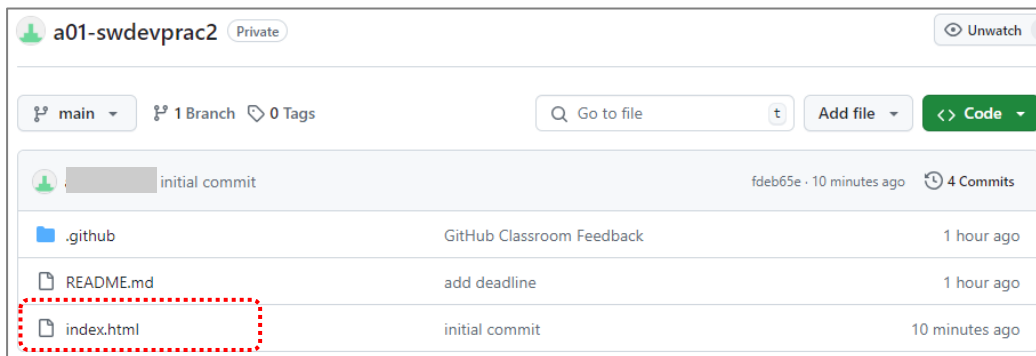 a01-swdevprac2 Private Unwatch
main 1 Branch 0 Tags Go to file t Add file <> Code
initial commit fdeb65e · 10 minutes ago 4 Commits
.github GitHub Classroom Feedback 1 hour ago
README.md add deadline 1 hour ago
index.html initial commit 10 minutes ago